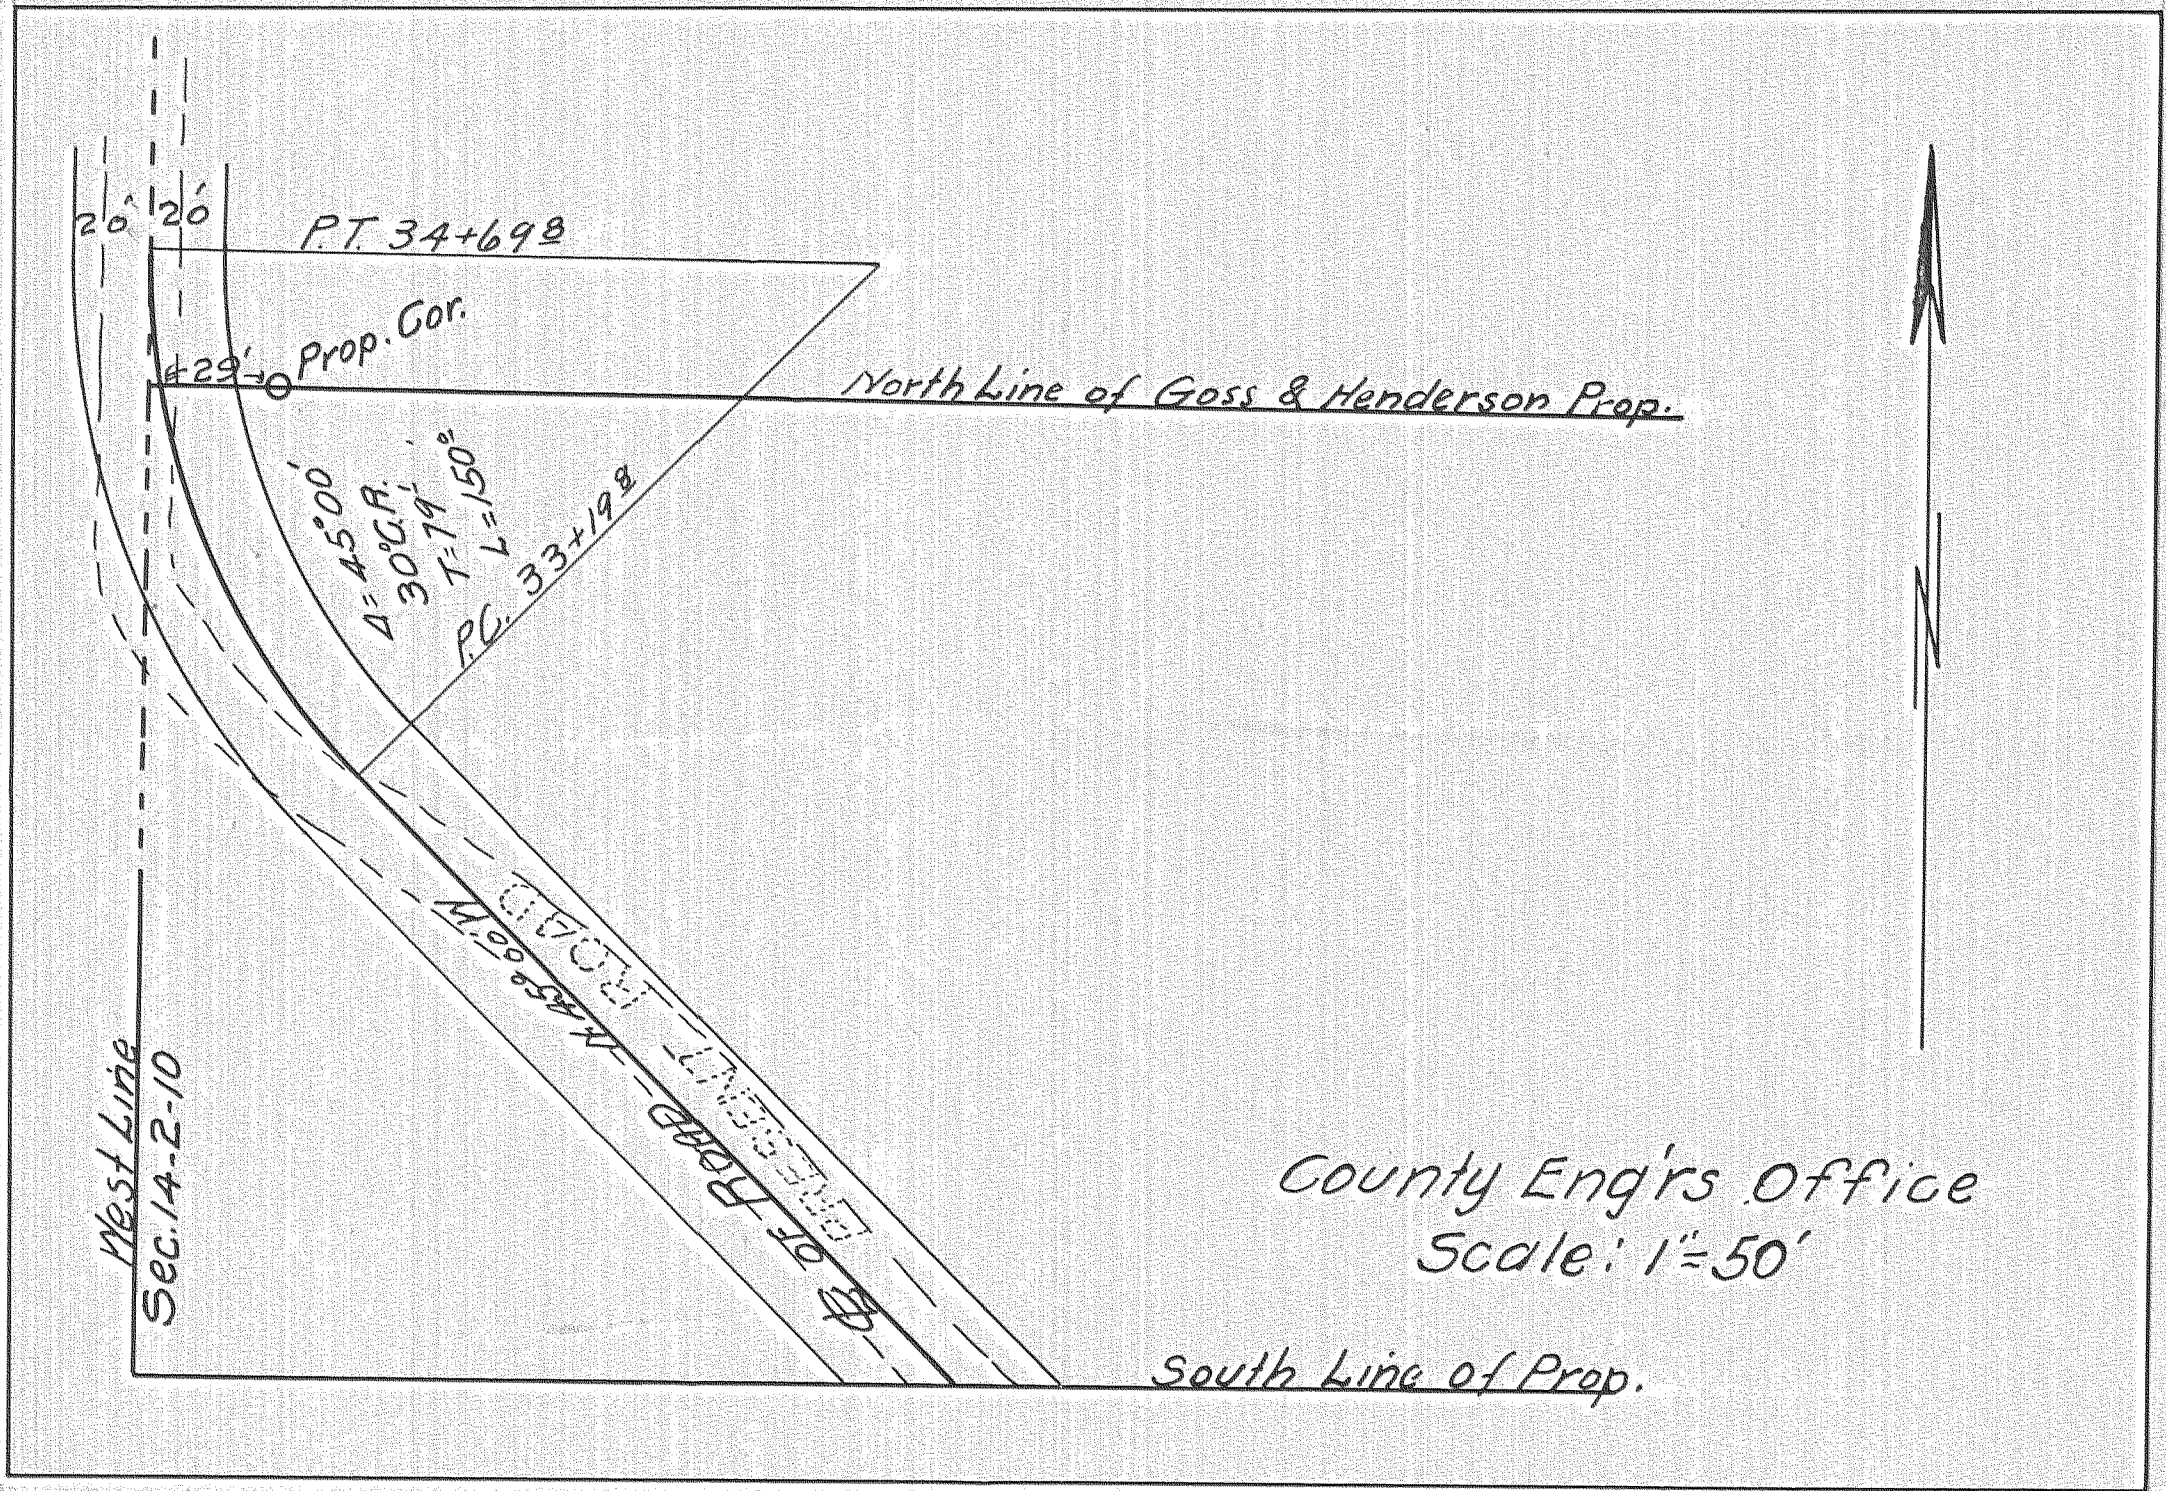 20' 20'
P.T. 34+69 8
Prop. Cor.
29'
North Line of Goss & Henderson Prop.
Δ= 45°00'
30°C.R.
T=79'
L=150°
P.C. 33+19 8
PRESENT ROAD
N.45°00'W
℄ OF ROAD
West Line
Sec.14-2-10
County Eng'rs Office
Scale: 1"=50'
South Line of Prop.
N